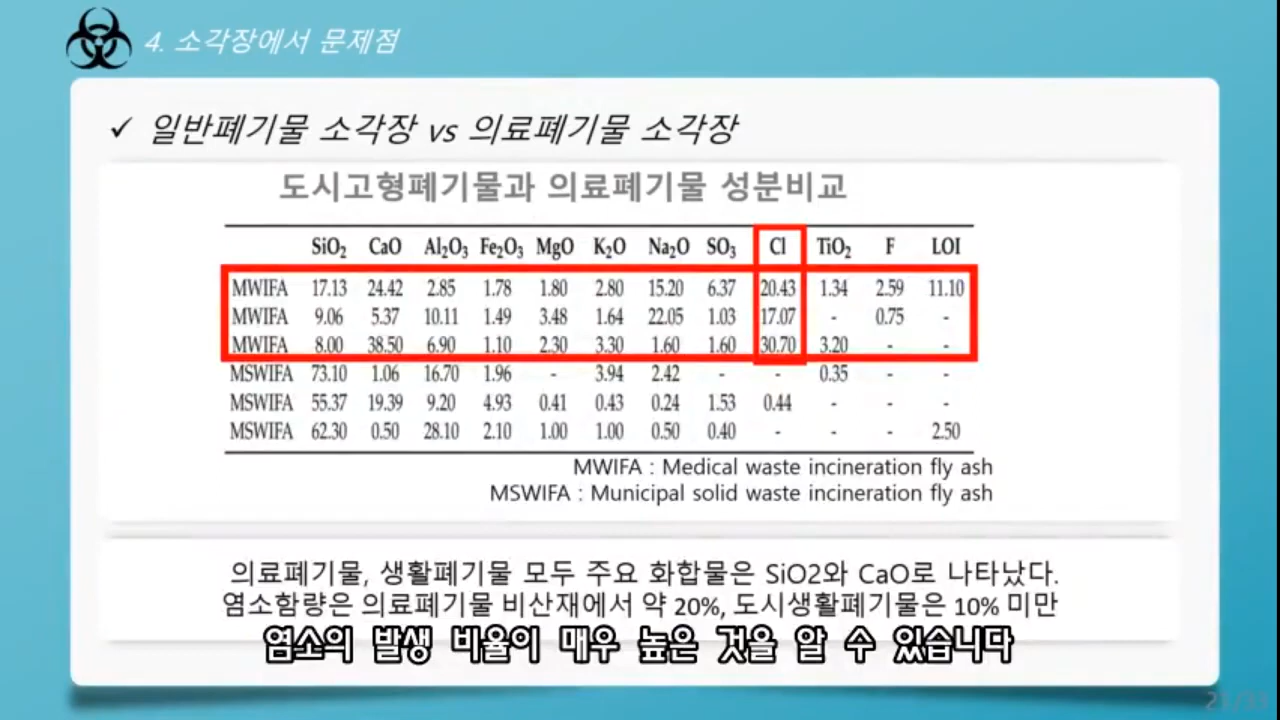 4. 소각장에서 문제점
✓ 일반폐기물 소각장 vs 의료폐기물 소각장
도시고형폐기물과 의료폐기물 성분비교
SiO₂ CaO Al₂O₃ Fe₂O₃ MgO K₂O Na₂O SO₃ Cl TiO₂ F LOI
MWIFA 17.13 24.42 2.85 1.78 1.80 2.80 15.20 6.37 20.43 1.34 2.59 11.10
MWIFA 9.06 5.37 10.11 1.49 3.48 1.64 22.05 1.03 17.07 - 0.75 -
MWIFA 8.00 38.50 6.90 1.10 2.30 3.30 1.60 1.60 30.70 3.20 - -
MSWIFA 73.10 1.06 16.70 1.96 - 3.94 2.42 - - 0.35 - -
MSWIFA 55.37 19.39 9.20 4.93 0.41 0.43 0.24 1.53 0.44 - - -
MSWIFA 62.30 0.50 28.10 2.10 1.00 1.00 0.50 0.40 - - - 2.50
MWIFA : Medical waste incineration fly ash
MSWIFA : Municipal solid waste incineration fly ash
의료폐기물, 생활폐기물 모두 주요 화합물은 SiO2와 CaO로 나타났다.
염소함량은 의료폐기물 비산재에서 약 20%, 도시생활폐기물은 10% 미만
염소의 발생 비율이 매우 높은 것을 알 수 있습니다